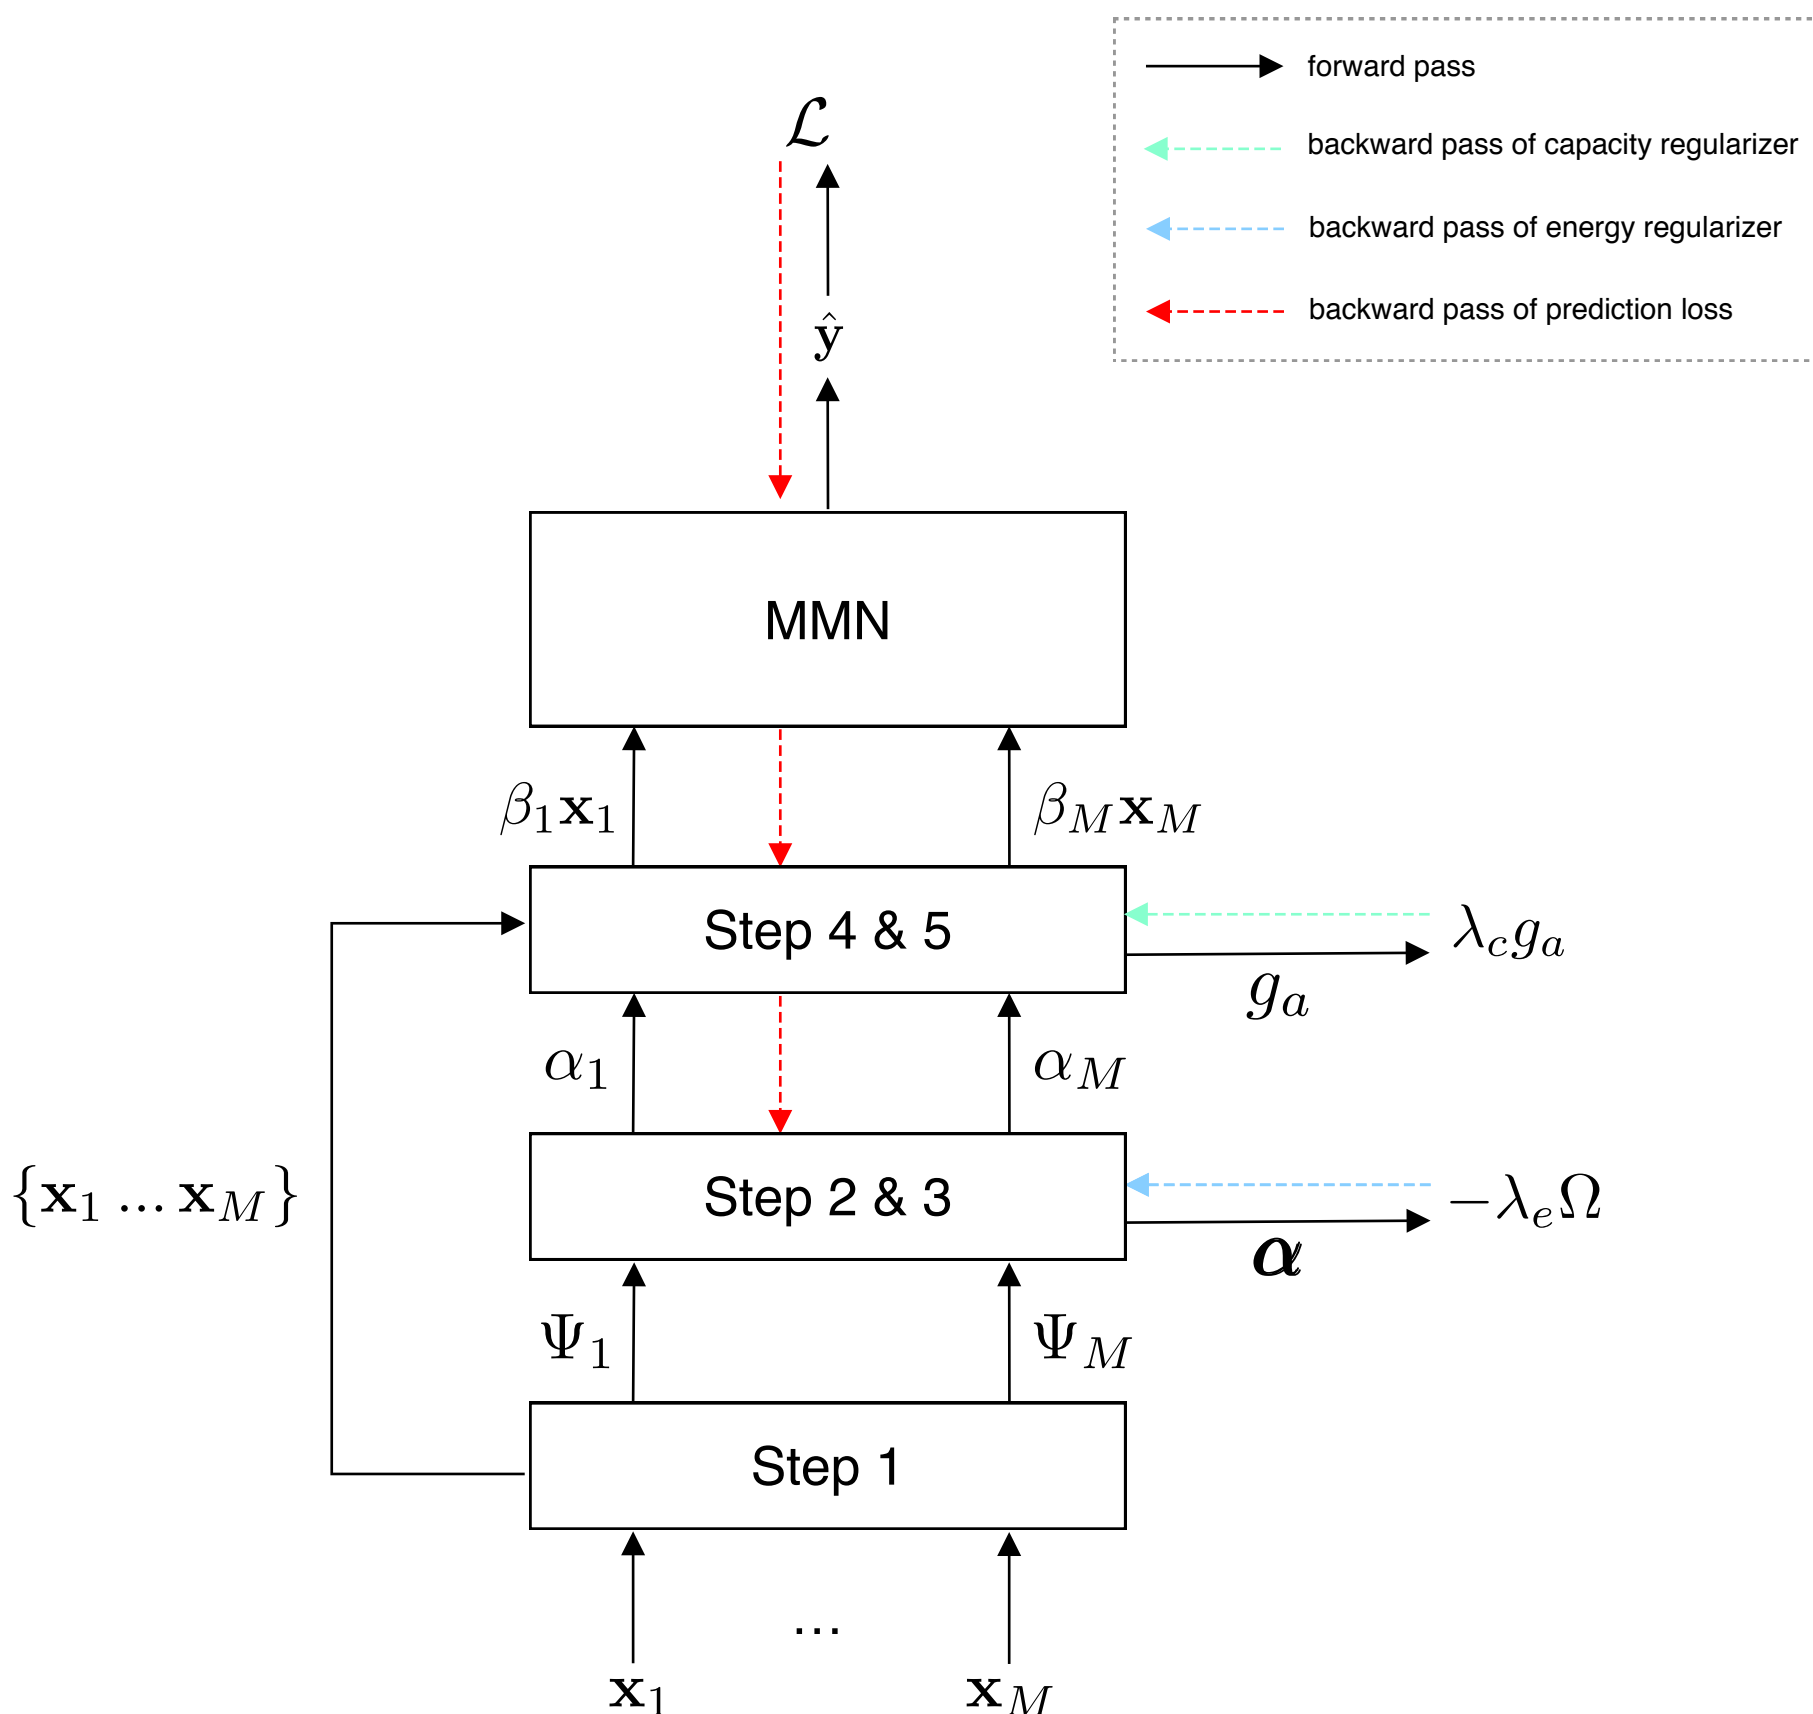 forward pass
backward pass of capacity regularizer
backward pass of energy regularizer
backward pass of prediction loss
ℒ
ŷ
MMN
β₁x₁
β_M x_M
Step 4 & 5
λ_c g_a
g_a
α₁
α_M
{x₁ ... x_M}
Step 2 & 3
−λ_e Ω
α
Ψ₁
Ψ_M
Step 1
...
x₁
x_M